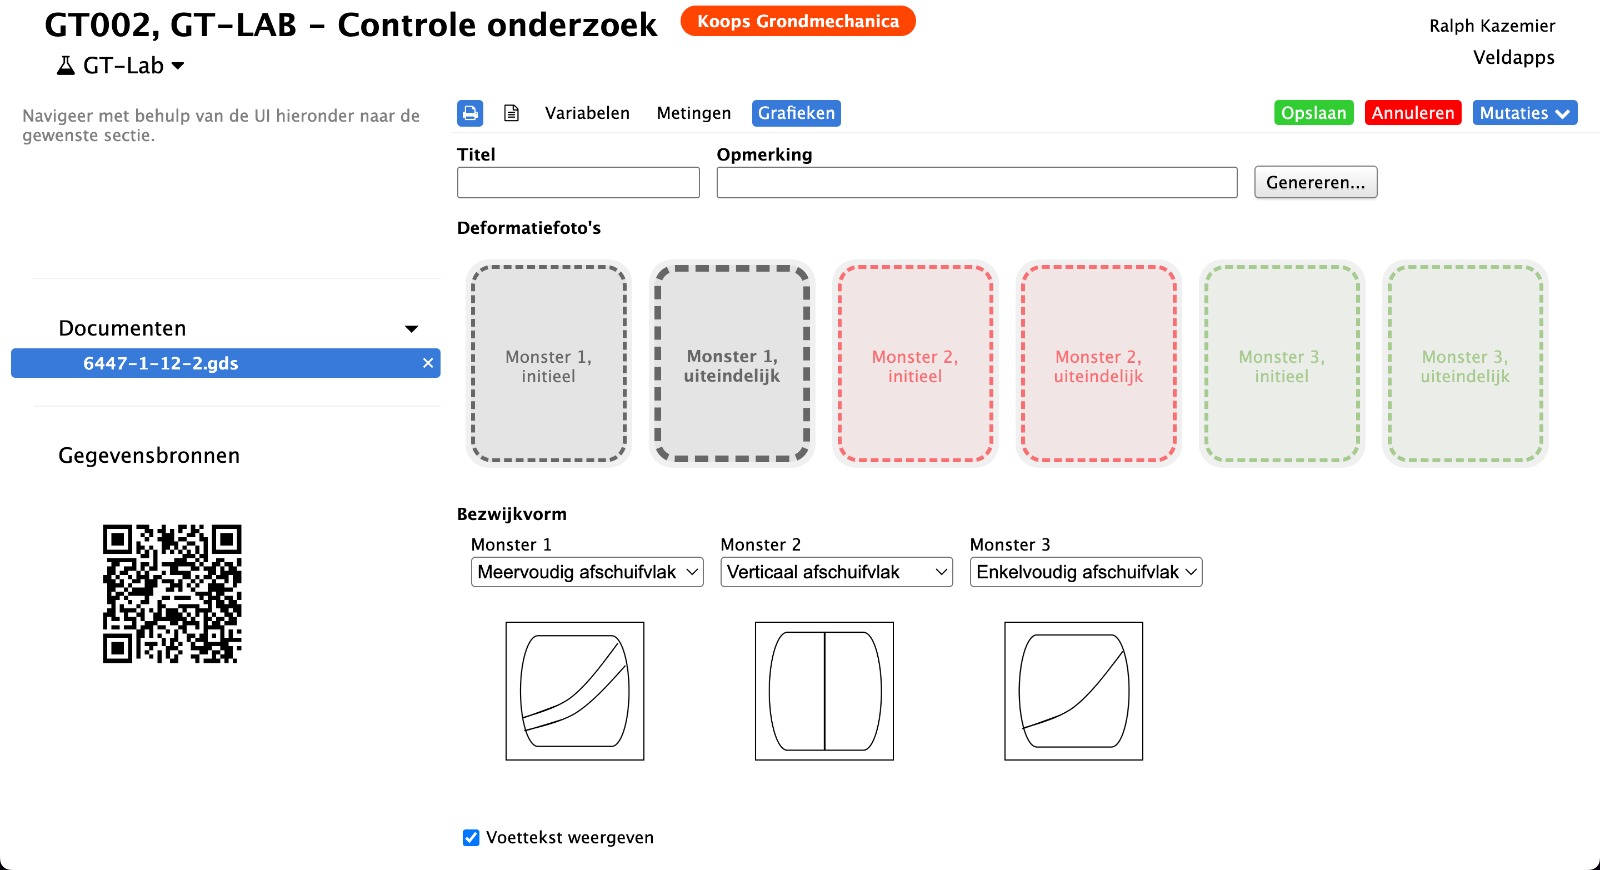 GT002, GT-LAB - Controle onderzoek
Koops Grondmechanica
Ralph Kazemier
GT-Lab
Veldapps
Navigeer met behulp van de UI hieronder naar de
gewenste sectie.
Variabelen Metingen Grafieken
Opslaan Annuleren Mutaties
Titel Opmerking
Genereren...
Deformatiefoto's
Monster 1,
initieel
Monster 1,
uiteindelijk
Monster 2,
initieel
Monster 2,
uiteindelijk
Monster 3,
initieel
Monster 3,
uiteindelijk
Documenten
6447-1-12-2.gds ×
Gegevensbronnen
Bezwijkvorm
Monster 1 Monster 2 Monster 3
Meervoudig afschuifvlak Verticaal afschuifvlak Enkelvoudig afschuifvlak
Voettekst weergeven